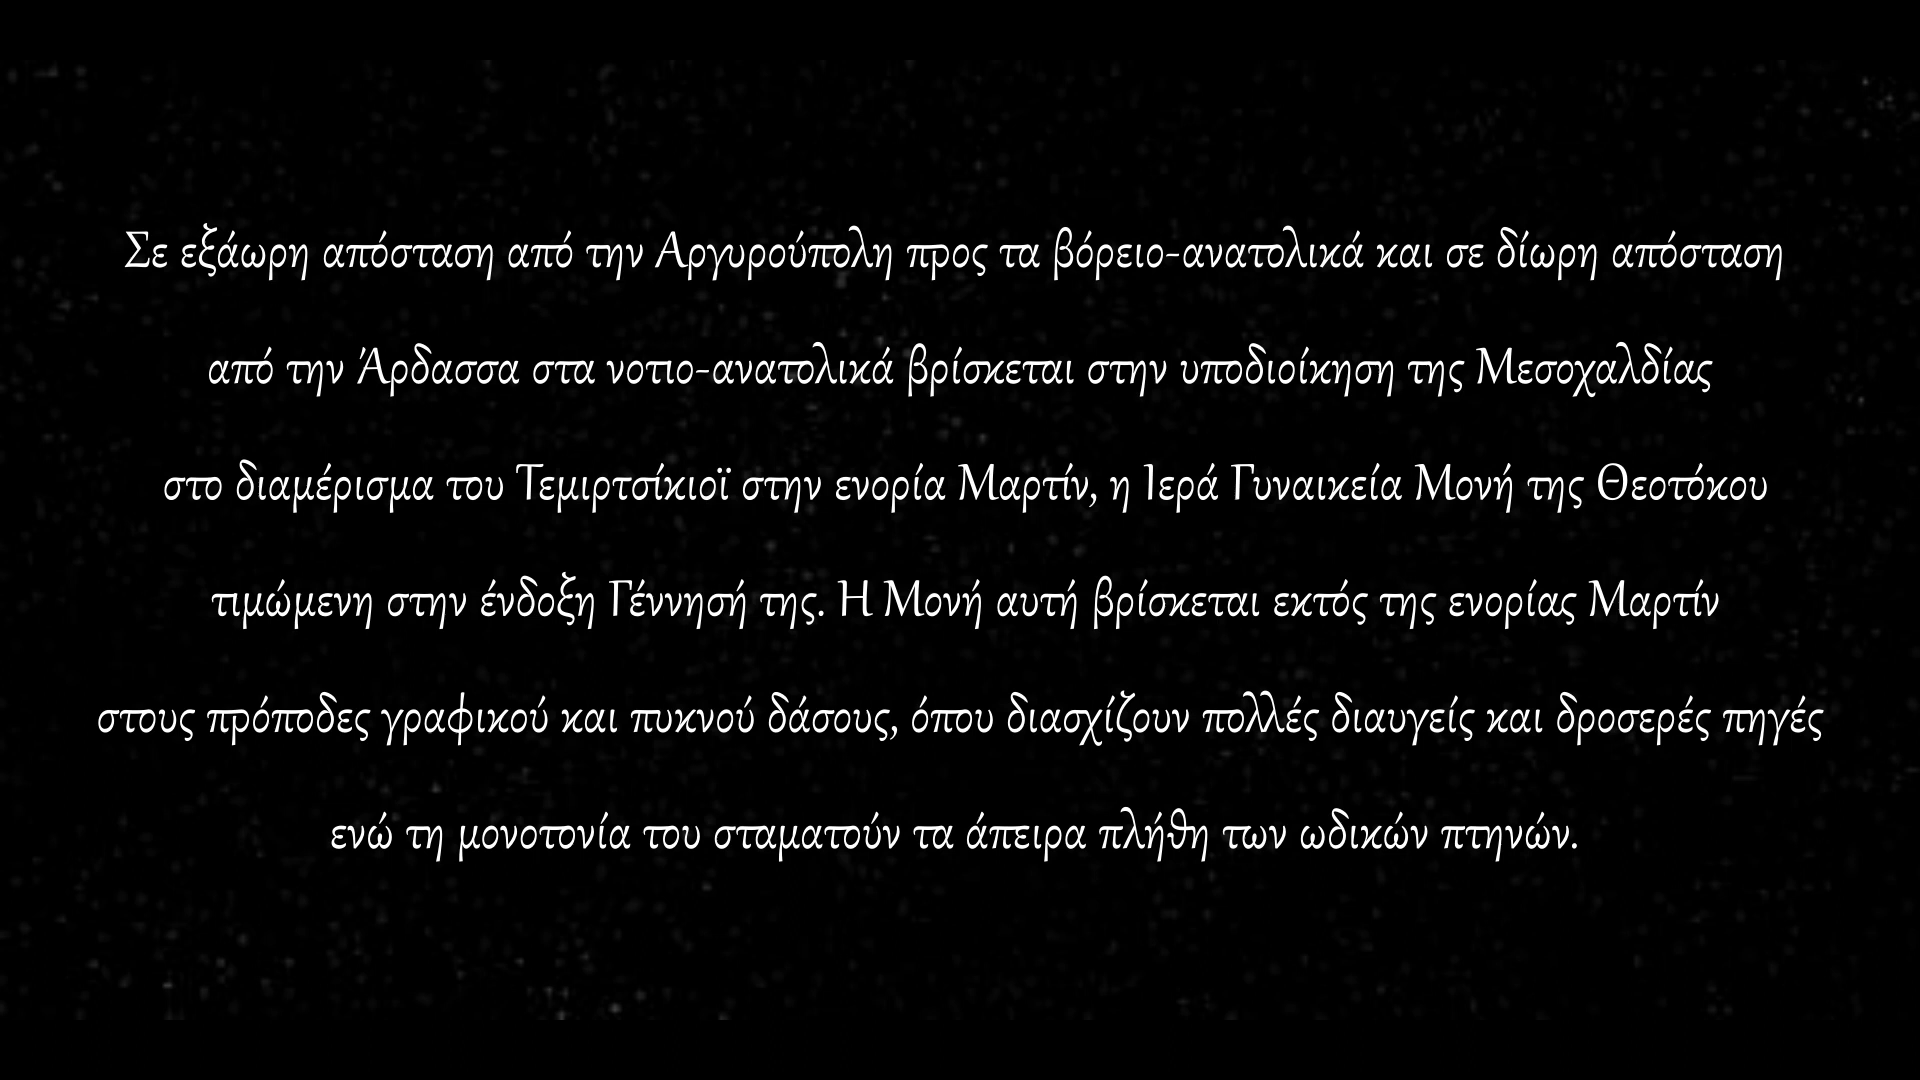 Σε εξάωρη απόσταση από την Αργυρούπολη προς τα βόρειο-ανατολικά και σε δίωρη απόσταση
από την Άρδασσα στα νοτιο-ανατολικά βρίσκεται στην υποδιοίκηση της Μεσοχαλδίας
στο διαμέρισμα του Τεμιρτσίκιοϊ στην ενορία Μαρτίν, η Ιερά Γυναικεία Μονή της Θεοτόκου
τιμώμενη στην ένδοξη Γέννησή της. Η Μονή αυτή βρίσκεται εκτός της ενορίας Μαρτίν
στους πρόποδες γραφικού και πυκνού δάσους, όπου διασχίζουν πολλές διαυγείς και δροσερές πηγές
ενώ τη μονοτονία του σταματούν τα άπειρα πλήθη των ωδικών πτηνών.